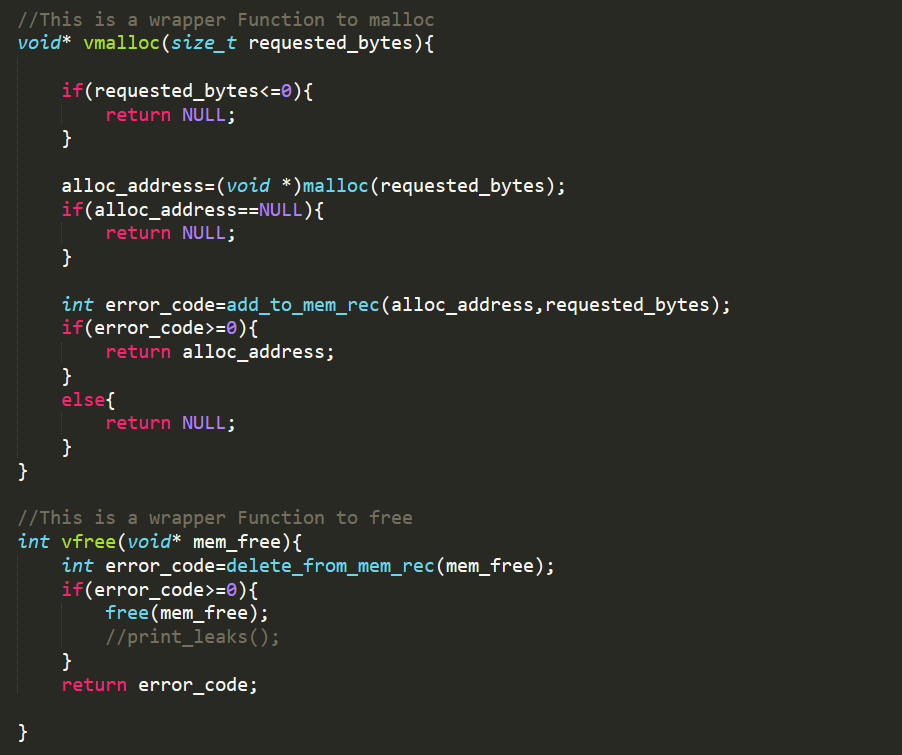 //This is a wrapper Function to malloc
void* vmalloc(size_t requested_bytes){
    if(requested_bytes<=0){
        return NULL;
    }
    alloc_address=(void *)malloc(requested_bytes);
    if(alloc_address==NULL){
        return NULL;
    }
    int error_code=add_to_mem_rec(alloc_address,requested_bytes);
    if(error_code>=0){
        return alloc_address;
    }
    else{
        return NULL;
    }
}
//This is a wrapper Function to free
int vfree(void* mem_free){
    int error_code=delete_from_mem_rec(mem_free);
    if(error_code>=0){
        free(mem_free);
        //print_leaks();
    }
    return error_code;
}